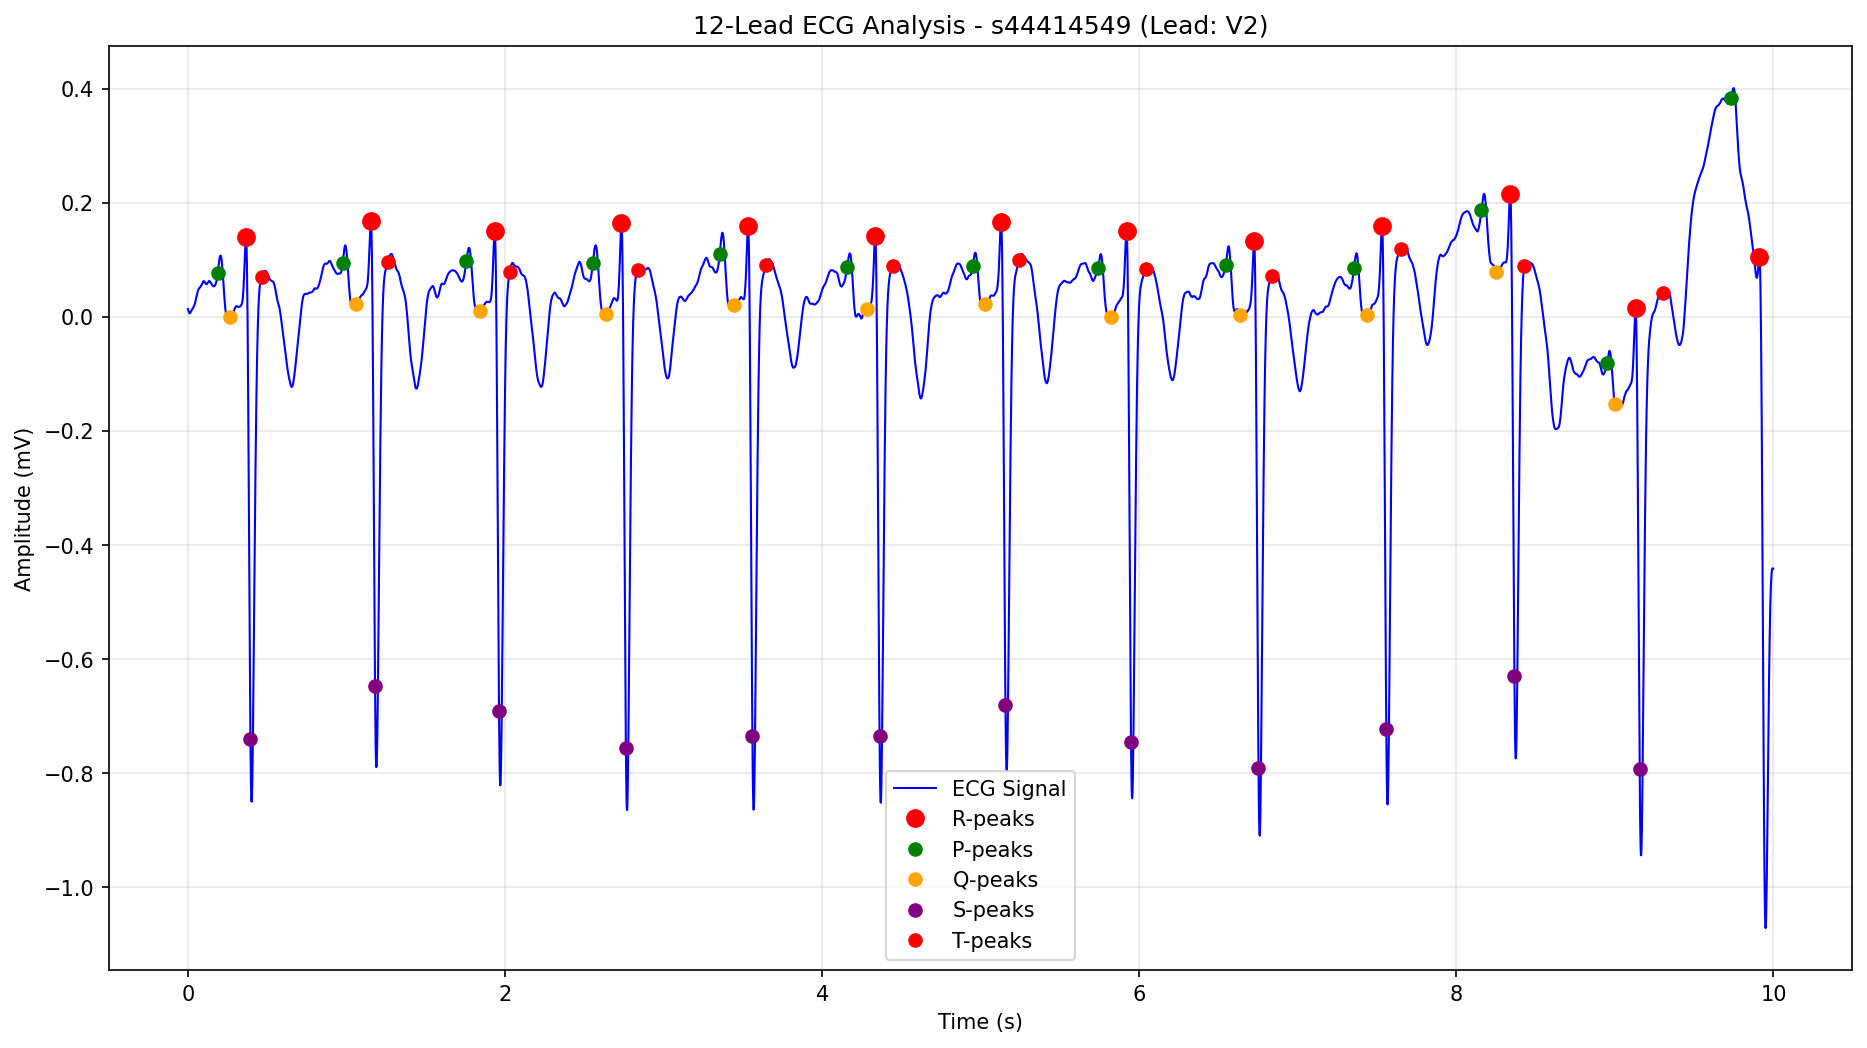 12-Lead ECG Analysis - s44414549 (Lead: V2)
Amplitude (mV)
0.4
0.2
0.0
−0.2
−0.4
−0.6
−0.8
−1.0
ECG Signal
R-peaks
P-peaks
Q-peaks
S-peaks
T-peaks
0 2 4 6 8 10
Time (s)